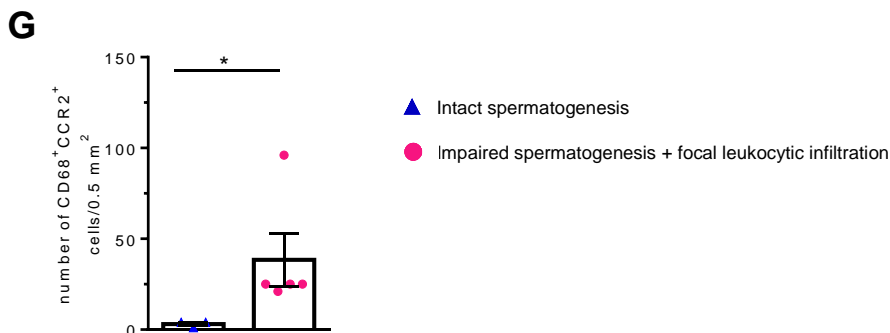 G
150
*
100
50
0
number of CD68⁺CCR2⁺
cells/0.5 mm²
Intact spermatogenesis
Impaired spermatogenesis + focal leukocytic infiltration